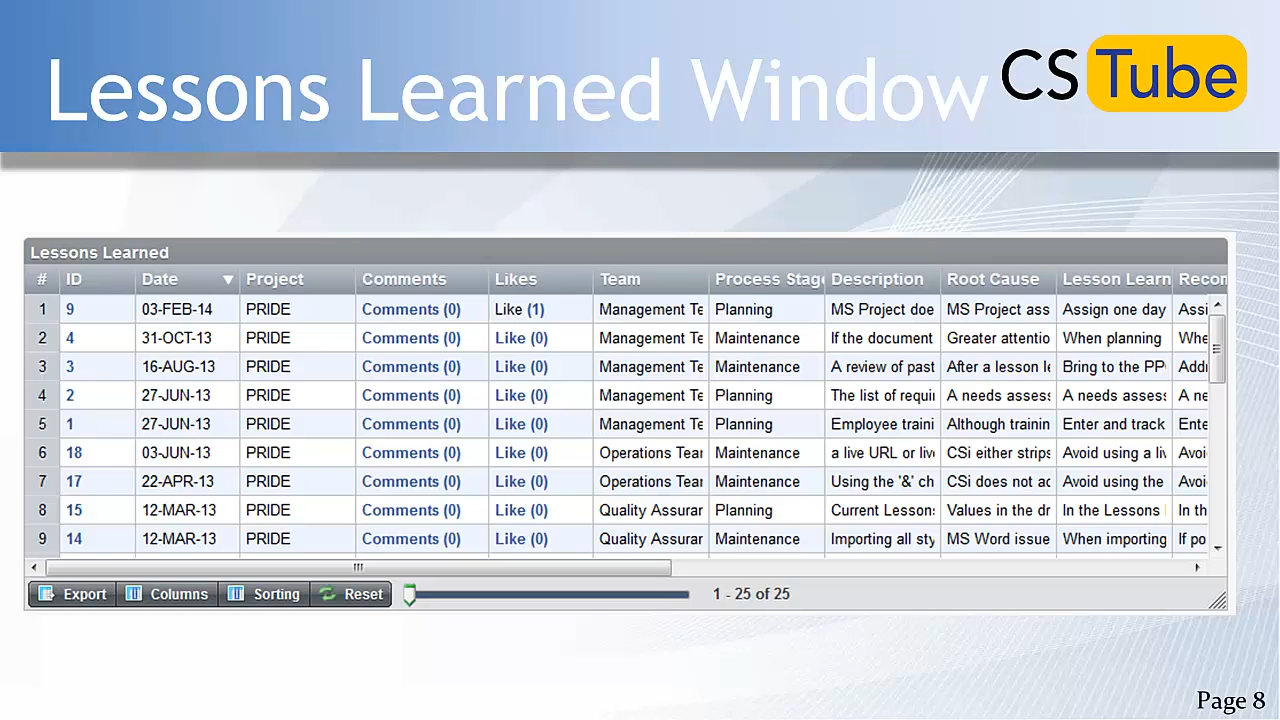 Lessons Learned Window
CS Tube
Lessons Learned
# ID Date Project Comments Likes Team Process Stag Description Root Cause Lesson Learn Recon
1 9 03-FEB-14 PRIDE Comments (0) Like (1) Management Te Planning MS Project doe MS Project ass Assign one day Assi
2 4 31-OCT-13 PRIDE Comments (0) Like (0) Management Te Maintenance If the document Greater attentio When planning Whe
3 3 16-AUG-13 PRIDE Comments (0) Like (0) Management Te Maintenance A review of past After a lesson le Bring to the PP Add
4 2 27-JUN-13 PRIDE Comments (0) Like (0) Management Te Planning The list of requi A needs assess A needs assess A ne
5 1 27-JUN-13 PRIDE Comments (0) Like (0) Management Te Planning Employee traini Although trainin Enter and track Ente
6 18 03-JUN-13 PRIDE Comments (0) Like (0) Operations Tear Maintenance a live URL or liv CSi either strips Avoid using a liv Avoi
7 17 22-APR-13 PRIDE Comments (0) Like (0) Operations Tear Maintenance Using the '&' ch CSi does not ac Avoid using the Avoi
8 15 12-MAR-13 PRIDE Comments (0) Like (0) Quality Assurar Planning Current Lesson Values in the dr In the Lessons In th
9 14 12-MAR-13 PRIDE Comments (0) Like (0) Quality Assurar Maintenance Importing all sty MS Word issue When importing If po
Export Columns Sorting Reset 1 - 25 of 25
Page 8